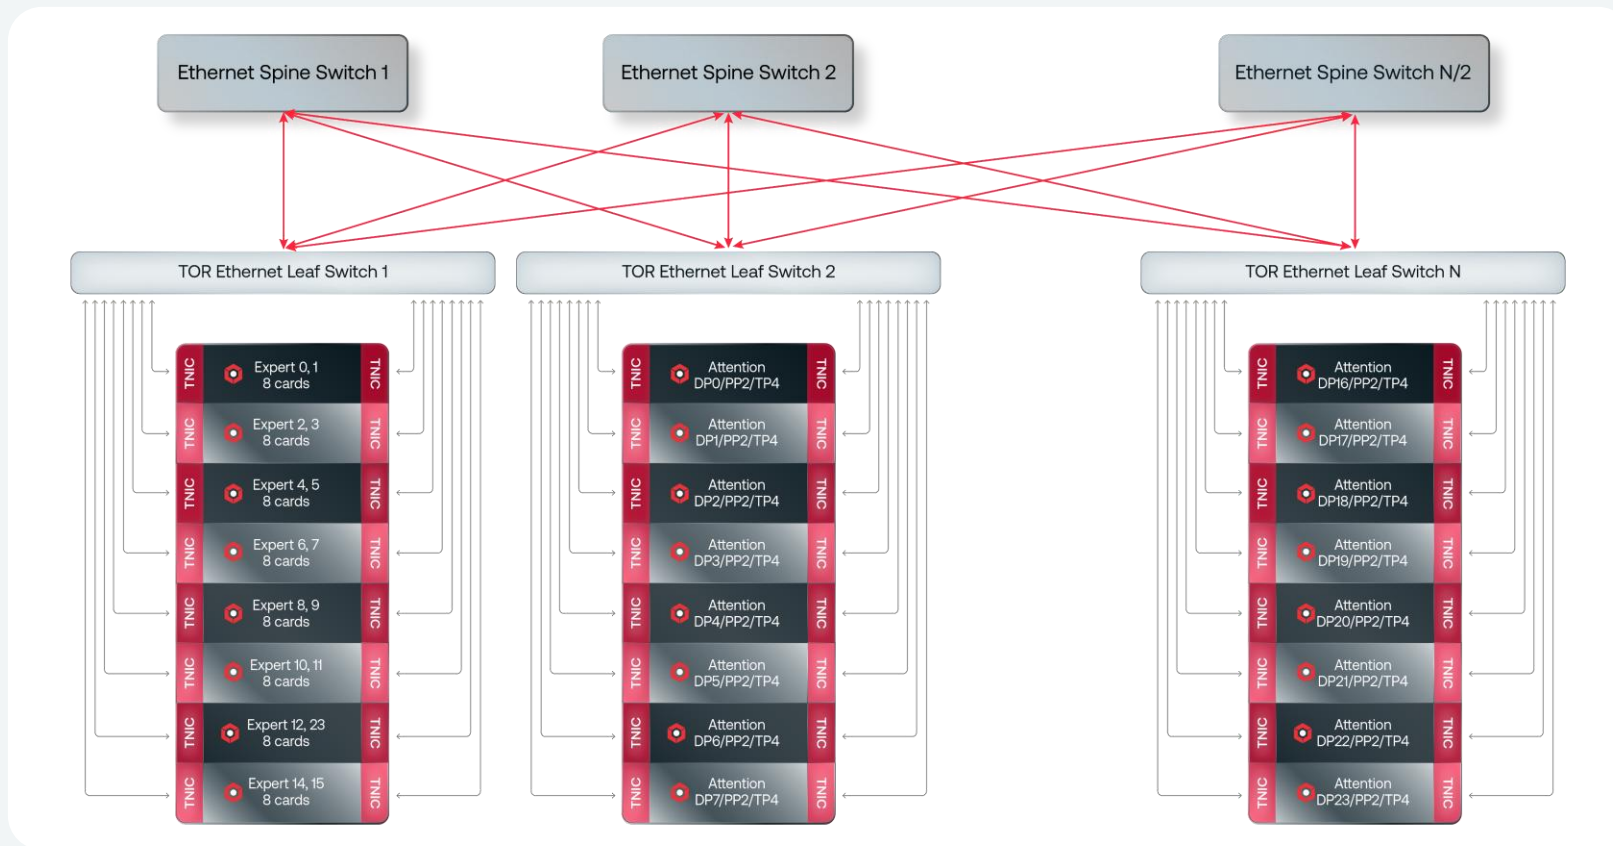 Ethernet Spine Switch 1
Ethernet Spine Switch 2
Ethernet Spine Switch N/2
TOR Ethernet Leaf Switch 1
TOR Ethernet Leaf Switch 2
TOR Ethernet Leaf Switch N
TNIC
Expert 0, 1
8 cards
TNIC
TNIC
Expert 2, 3
8 cards
TNIC
TNIC
Expert 4, 5
8 cards
TNIC
TNIC
Expert 6, 7
8 cards
TNIC
TNIC
Expert 8, 9
8 cards
TNIC
TNIC
Expert 10, 11
8 cards
TNIC
TNIC
Expert 12, 23
8 cards
TNIC
TNIC
Expert 14, 15
8 cards
TNIC
TNIC
Attention
DP0/PP2/TP4
TNIC
TNIC
Attention
DP1/PP2/TP4
TNIC
TNIC
Attention
DP2/PP2/TP4
TNIC
TNIC
Attention
DP3/PP2/TP4
TNIC
TNIC
Attention
DP4/PP2/TP4
TNIC
TNIC
Attention
DP5/PP2/TP4
TNIC
TNIC
Attention
DP6/PP2/TP4
TNIC
TNIC
Attention
DP7/PP2/TP4
TNIC
TNIC
Attention
DP16/PP2/TP4
TNIC
TNIC
Attention
DP17/PP2/TP4
TNIC
TNIC
Attention
DP18/PP2/TP4
TNIC
TNIC
Attention
DP19/PP2/TP4
TNIC
TNIC
Attention
DP20/PP2/TP4
TNIC
TNIC
Attention
DP21/PP2/TP4
TNIC
TNIC
Attention
DP22/PP2/TP4
TNIC
TNIC
Attention
DP23/PP2/TP4
TNIC